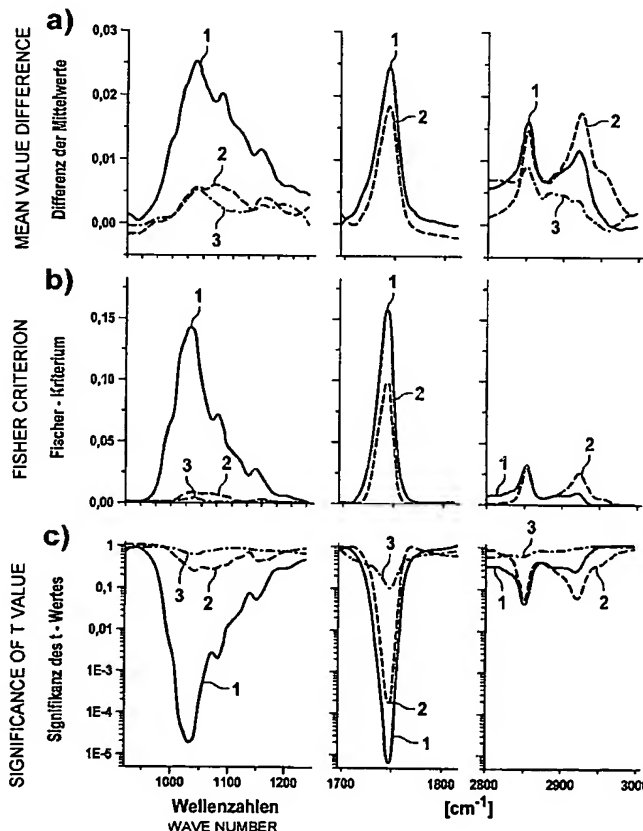 a)
MEAN VALUE DIFFERENCE
Differenz der Mittelwerte
0,03
0,02
0,01
0,00
1
2
3
1
2
1
2
3
b)
FISHER CRITERION
Fischer - Kriterium
0,15
0,10
0,05
0,00
1
3
2
1
2
1
2
c)
SIGNIFICANCE OF T VALUE
Signifikanz des t - Wertes
1
0,1
0,01
1E-3
1E-4
1E-5
3
2
1
3
2
1
3
1
2
1000 1100 1200
1700 1800
2800 2900 3000
Wellenzahlen
WAVE NUMBER
[cm-1]